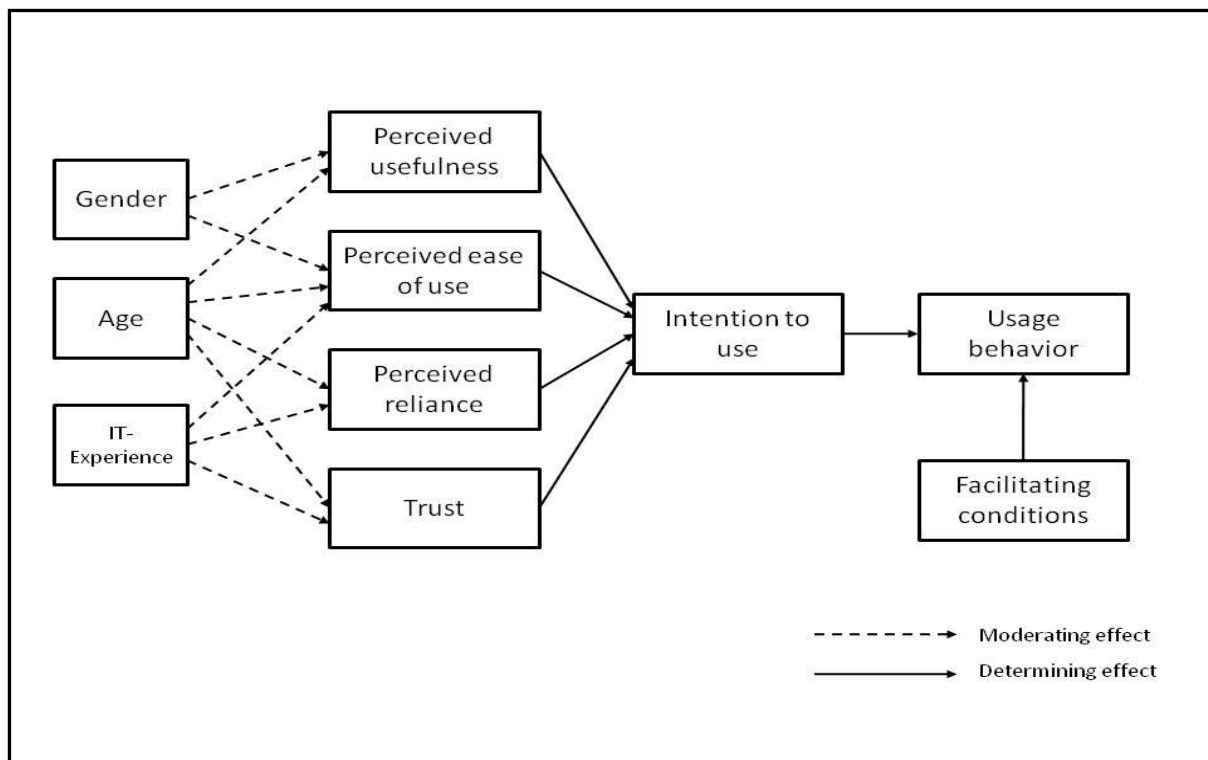 Gender
Age
IT-
Experience
Perceived
usefulness
Perceived ease
of use
Perceived
reliance
Trust
Intention to
use
Usage
behavior
Facilitating
conditions
Moderating effect
Determining effect